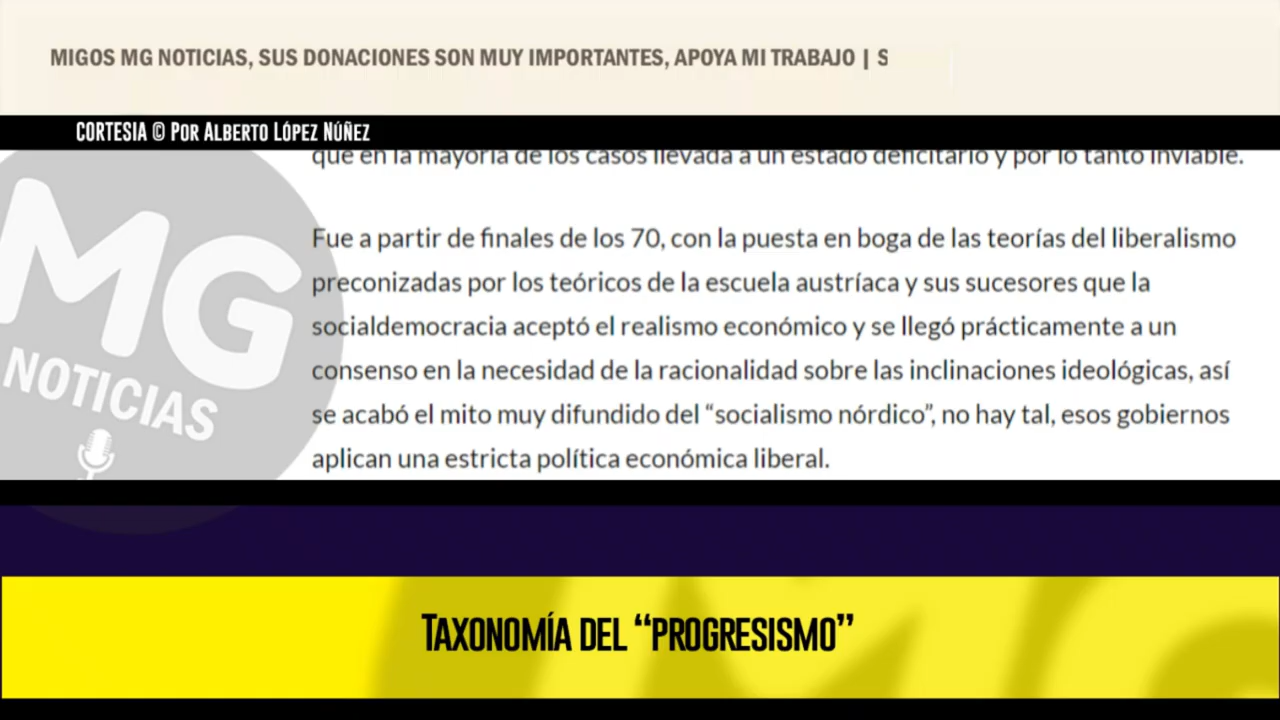 MIGOS MG NOTICIAS, SUS DONACIONES SON MUY IMPORTANTES, APOYA MI TRABAJO | S
CORTESIA © POR ALBERTO LÓPEZ NÚÑEZ
que en la mayoría de los casos llevada a un estado deficitario y por lo tanto inviable.
Fue a partir de finales de los 70, con la puesta en boga de las teorías del liberalismo
preconizadas por los teóricos de la escuela austríaca y sus sucesores que la
socialdemocracia aceptó el realismo económico y se llegó prácticamente a un
consenso en la necesidad de la racionalidad sobre las inclinaciones ideológicas, así
se acabó el mito muy difundido del “socialismo nórdico”, no hay tal, esos gobiernos
aplican una estricta política económica liberal.
MG
NOTICIAS
TAXONOMÍA DEL “PROGRESISMO”